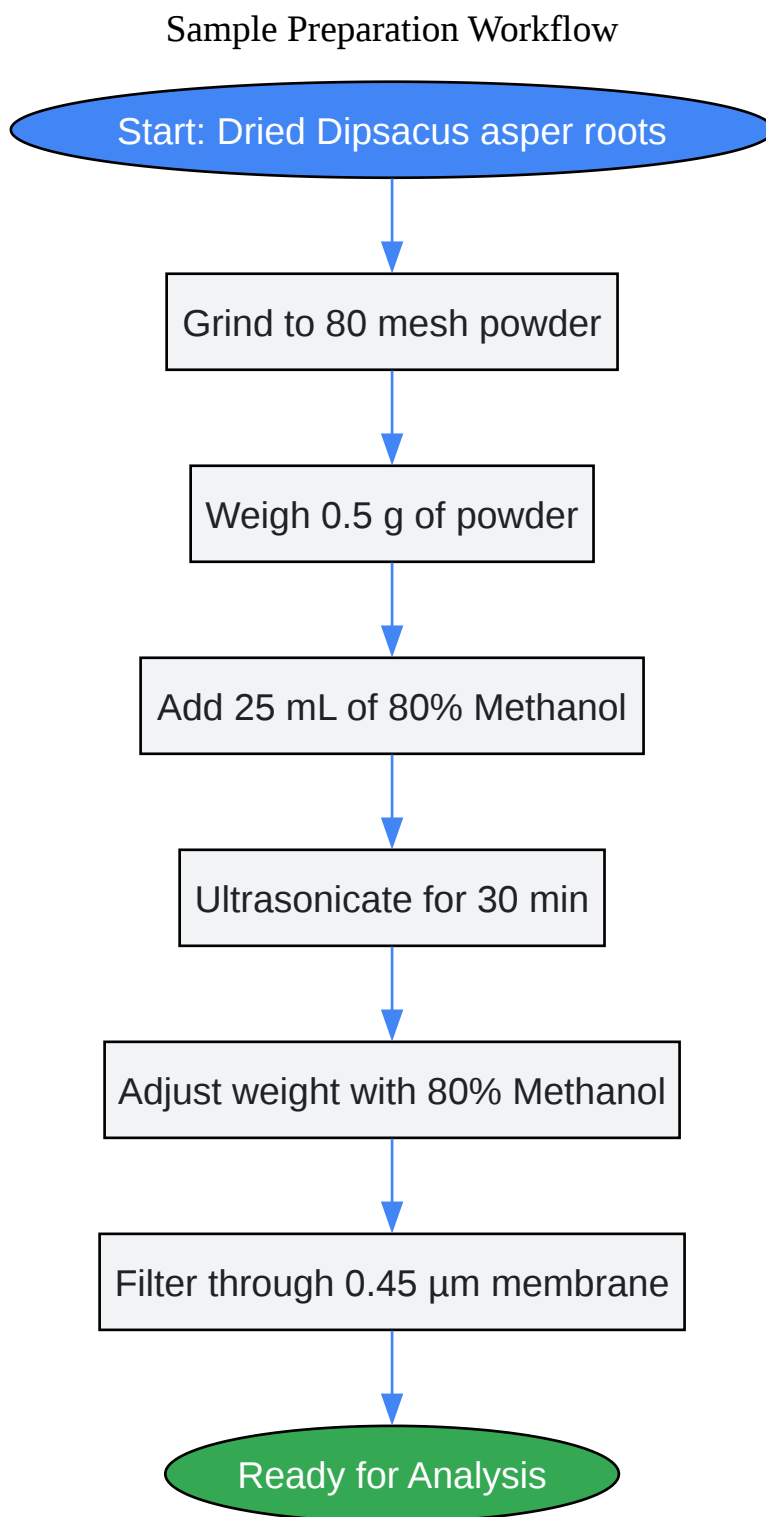 Sample Preparation Workflow
Start: Dried Dipsacus asper roots
Grind to 80 mesh powder
Weigh 0.5 g of powder
Add 25 mL of 80% Methanol
Ultrasonicate for 30 min
Adjust weight with 80% Methanol
Filter through 0.45 µm membrane
Ready for Analysis